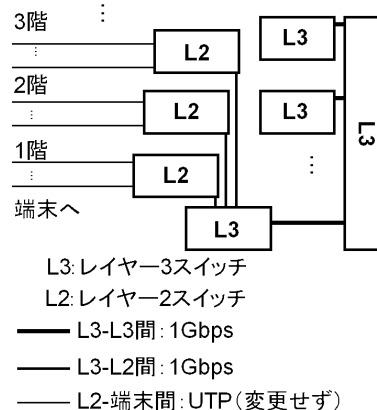 3階
L2
L3
2階
L2
L3
L3
1階
L2
端末へ
L3
L3:レイヤー3スイッチ
L2:レイヤー2スイッチ
L3-L3間:1Gbps
L3-L2間:1Gbps
L2-端末間:UTP(変更せず)